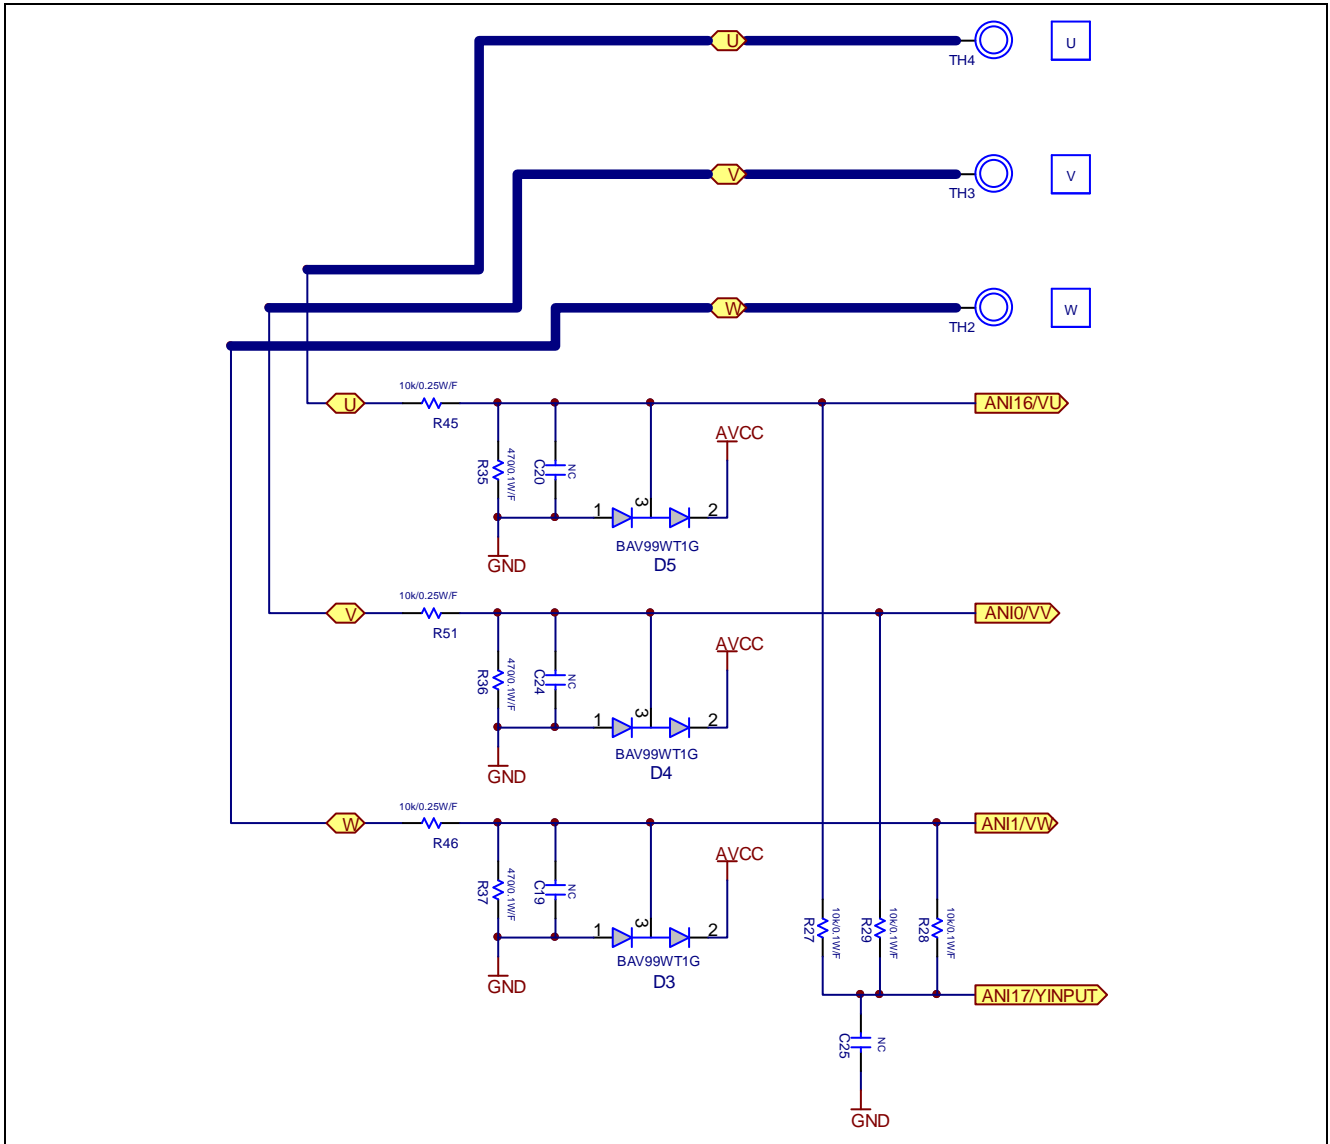 U
TH4
U
V
TH3
V
W
TH2
W
10k/0.25W/F
U
R45
ANI16/VU
R35
470/0.1W/F
C20
NC
AVCC
1
3
2
BAV99WT1G
D5
GND
V
R51
10k/0.25W/F
ANI0/VV
R36
470/0.1W/F
C24
NC
AVCC
1
3
2
BAV99WT1G
D4
GND
10k/0.25W/F
W
R46
ANI1/VW
R37
470/0.1W/F
C19
NC
AVCC
1
3
2
BAV99WT1G
D3
GND
R27
10k/0.1W/F
R29
10k/0.1W/F
R28
10k/0.1W/F
ANI17/YINPUT
C25
NC
GND